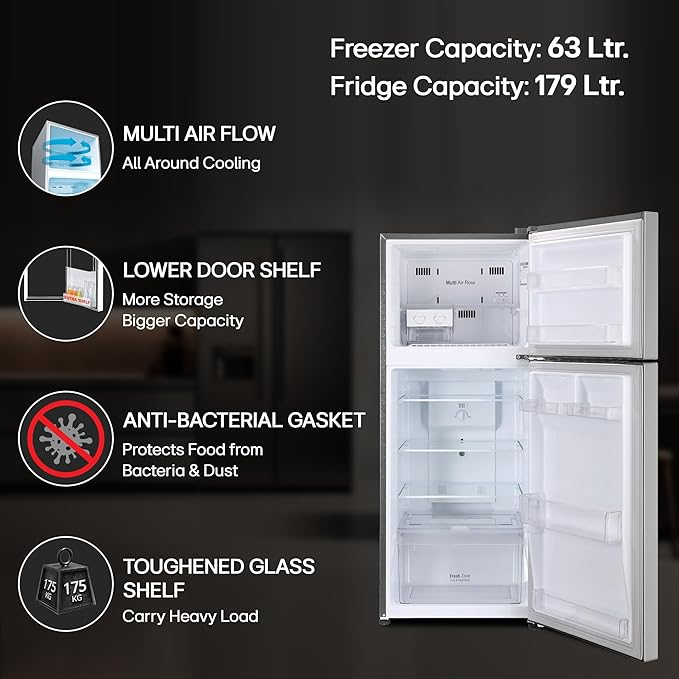 Freezer Capacity: 63 Ltr.
Fridge Capacity: 179 Ltr.
MULTI AIR FLOW
All Around Cooling
LOWER DOOR SHELF
More Storage
Bigger Capacity
EXTRA SHELF
ANTI-BACTERIAL GASKET
Protects Food from
Bacteria & Dust
TOUGHENED GLASS
SHELF
Carry Heavy Load
175
KG
175
KG
Multi Air Flow
Fresh Zone